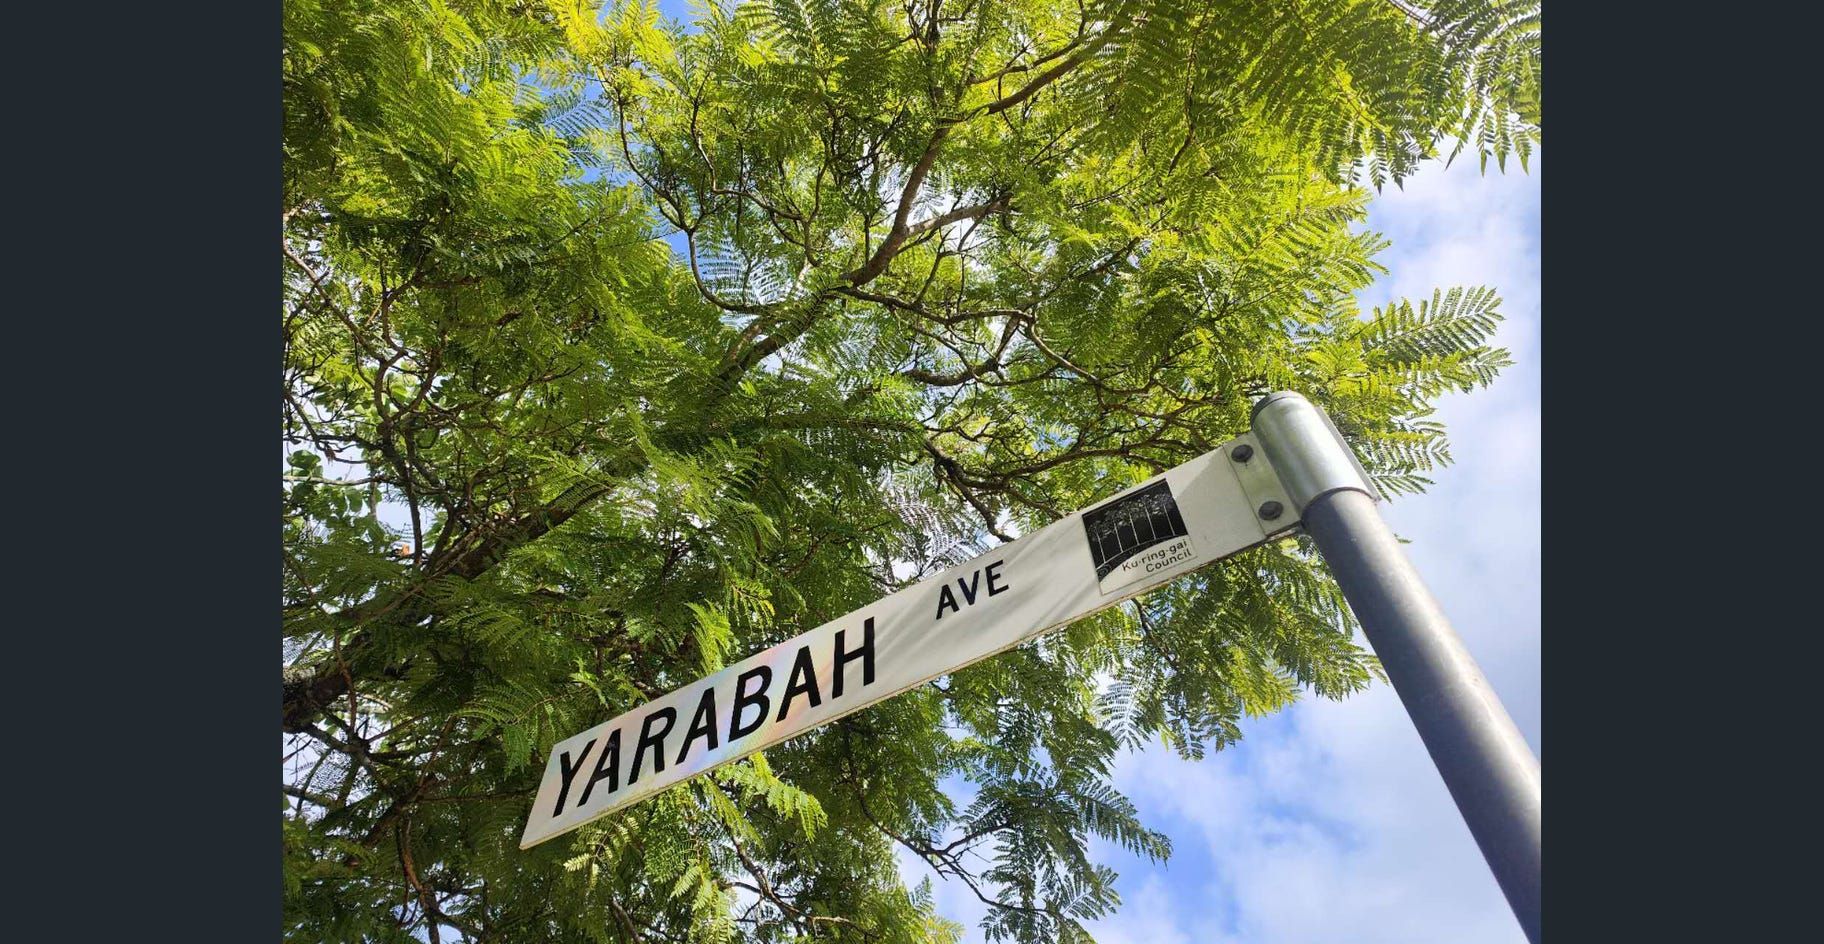 YARABAH AVE
Ku-ring-gai
Council